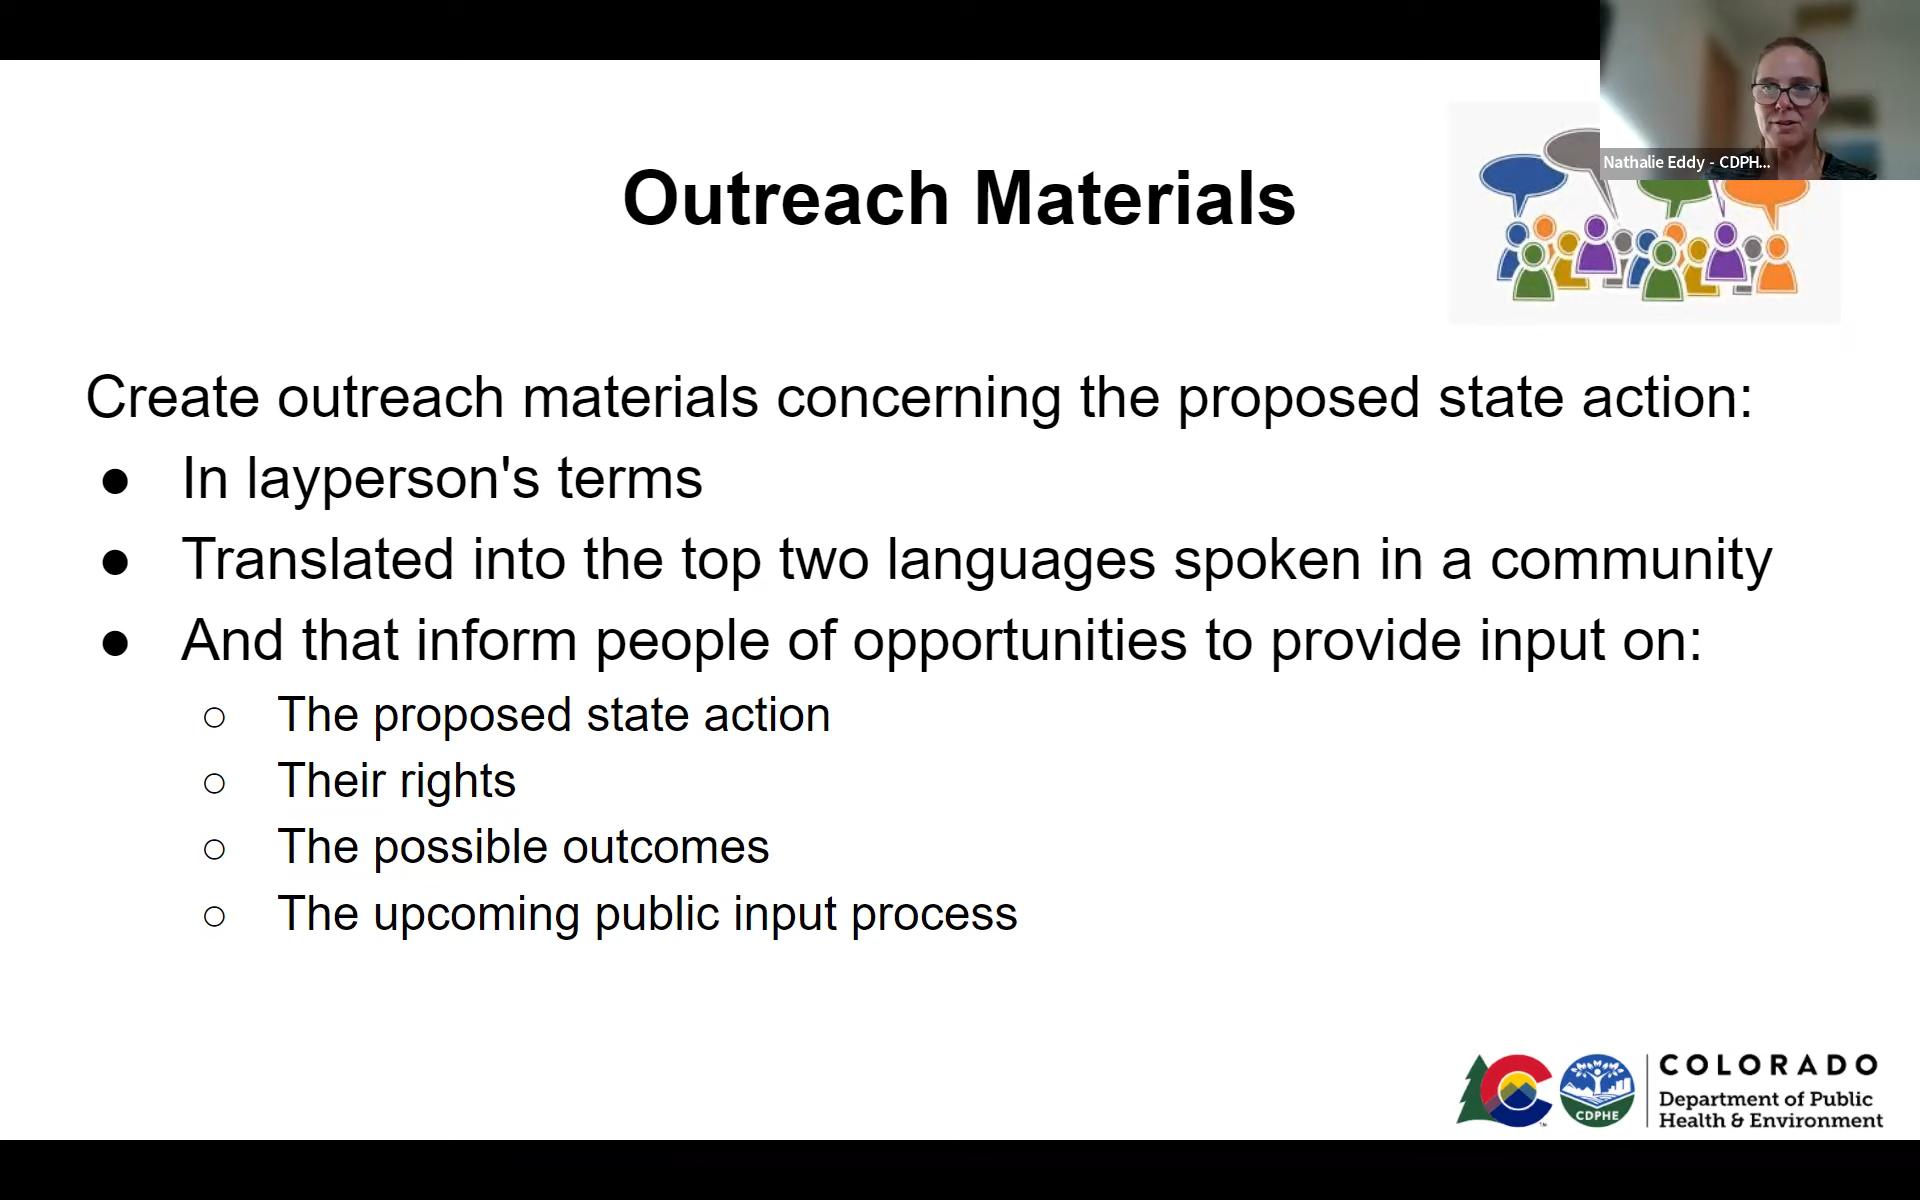 Nathalie Eddy - CDPH...
Outreach Materials
Create outreach materials concerning the proposed state action:
● In layperson's terms
● Translated into the top two languages spoken in a community
● And that inform people of opportunities to provide input on:
○ The proposed state action
○ Their rights
○ The possible outcomes
○ The upcoming public input process
CDPHE
COLORADO
Department of Public
Health & Environment